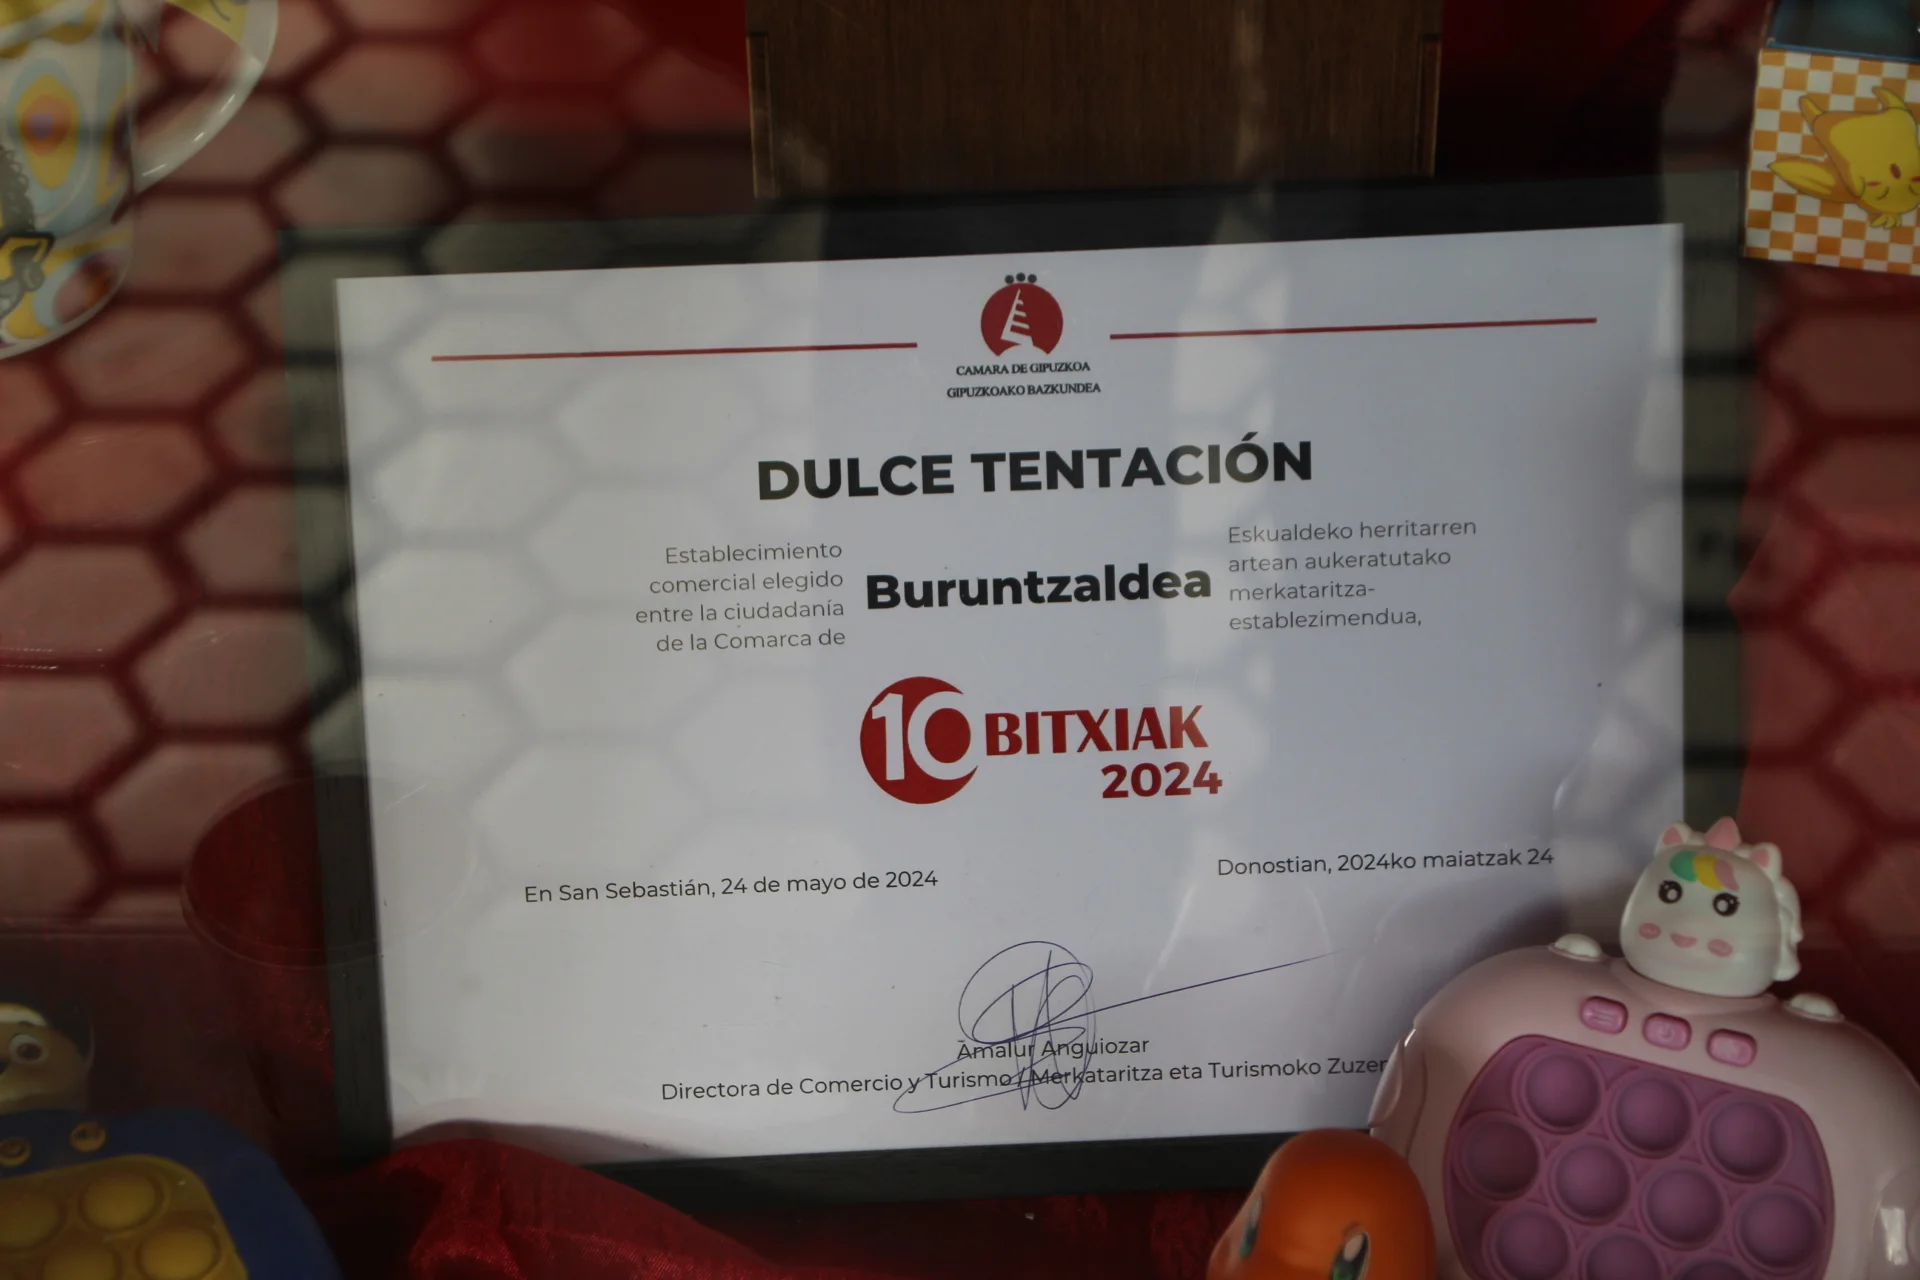 CAMARA DE GIPUZKOA
GIPUZKOAKO BAZKUNDEA
DULCE TENTACIÓN
Establecimiento
comercial elegido
entre la ciudadanía
de la Comarca de
Buruntzaldea
Eskualdeko herritarren
artean aukeratutako
merkataritza-
establezimendua,
10 BITXIAK
2024
En San Sebastián, 24 de mayo de 2024
Donostian, 2024ko maiatzak 24
Amalur Anguiozar
Directora de Comercio y Turismo / Merkataritza eta Turismoko Zuzen